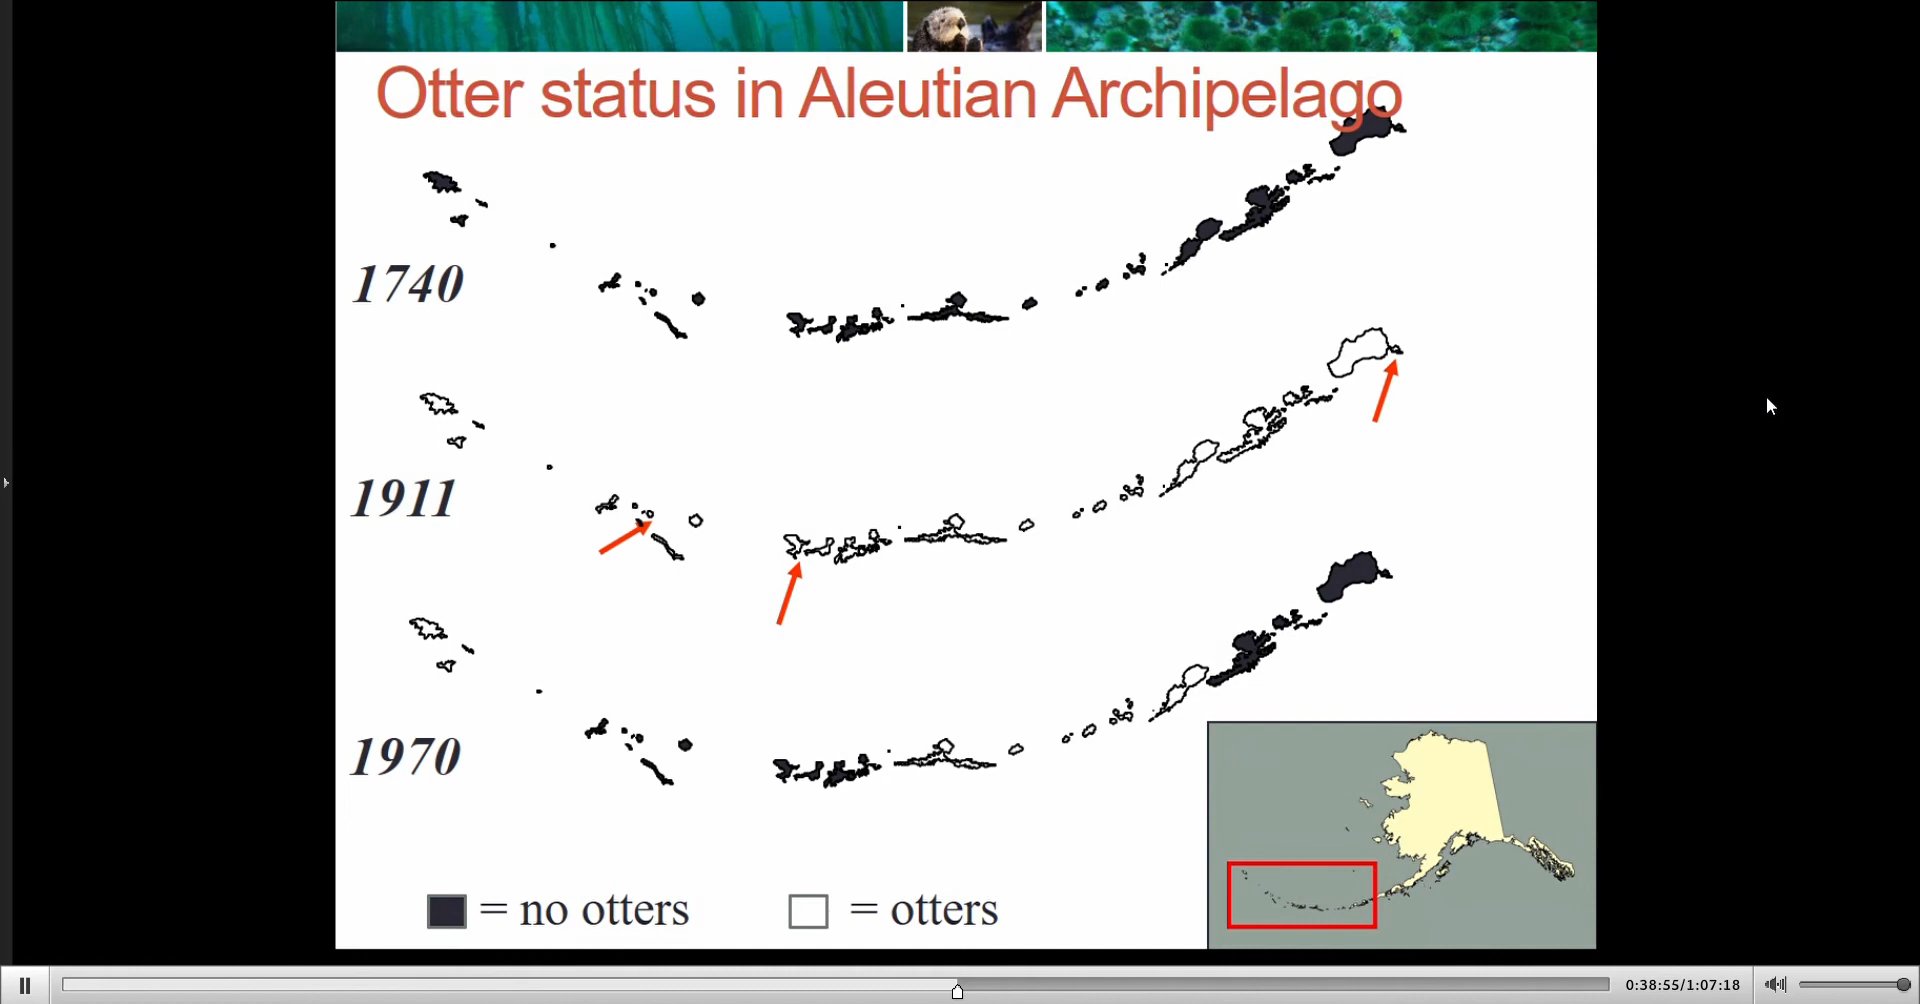 Otter status in Aleutian Archipelago
1740
1911
1970
= no otters = otters
0:38:55/1:07:18